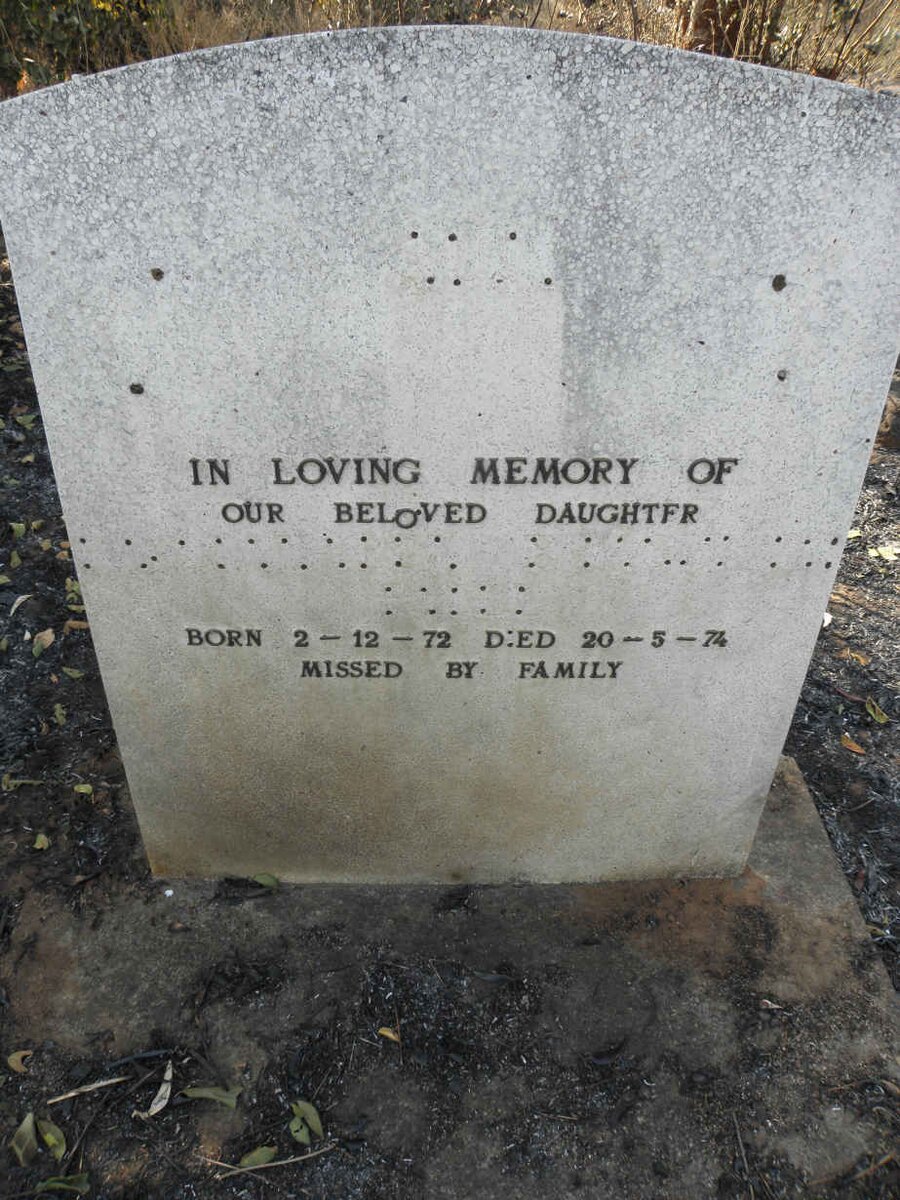 IN LOVING MEMORY OF
OUR BELOVED DAUGHTFR
BORN 2 - 12 - 72 D:ED 20 - 5 - 74
MISSED BY FAMILY